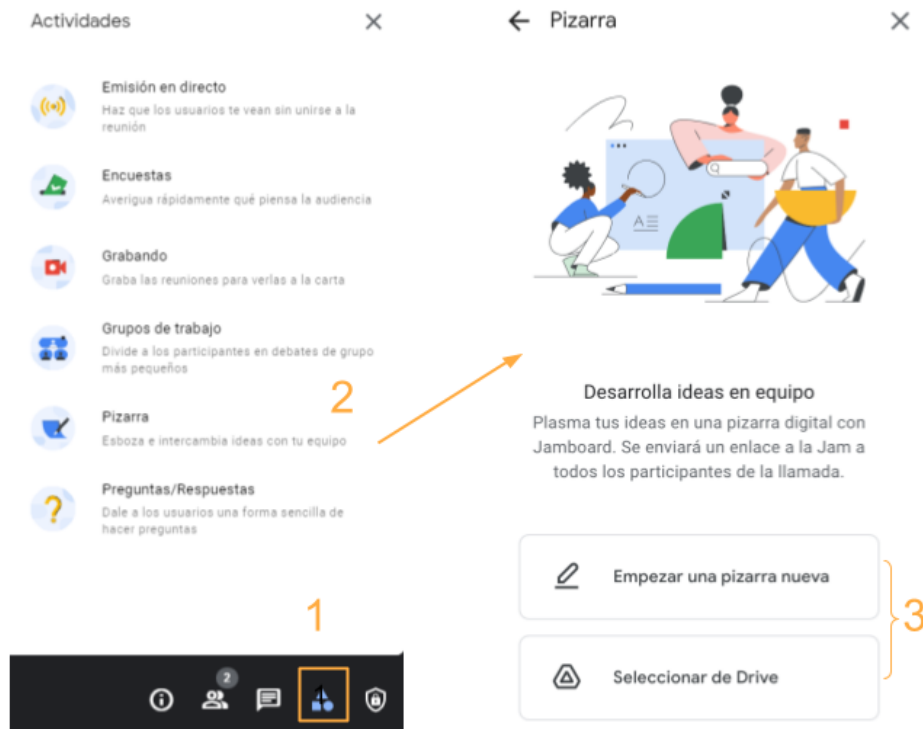 Actividades
Emisión en directo
Haz que los usuarios te vean sin unirse a la
reunión
Encuestas
Averigua rápidamente qué piensa la audiencia
Grabando
Graba las reuniones para verlas a la carta
Grupos de trabajo
Divide a los participantes en debates de grupo
más pequeños
2
Pizarra
Esboza e intercambia ideas con tu equipo
Preguntas/Respuestas
Dale a los usuarios una forma sencilla de
hacer preguntas
1
2
Pizarra
Desarrolla ideas en equipo
Plasma tus ideas en una pizarra digital con
Jamboard. Se enviará un enlace a la Jam a
todos los participantes de la llamada.
Empezar una pizarra nueva
3
Seleccionar de Drive